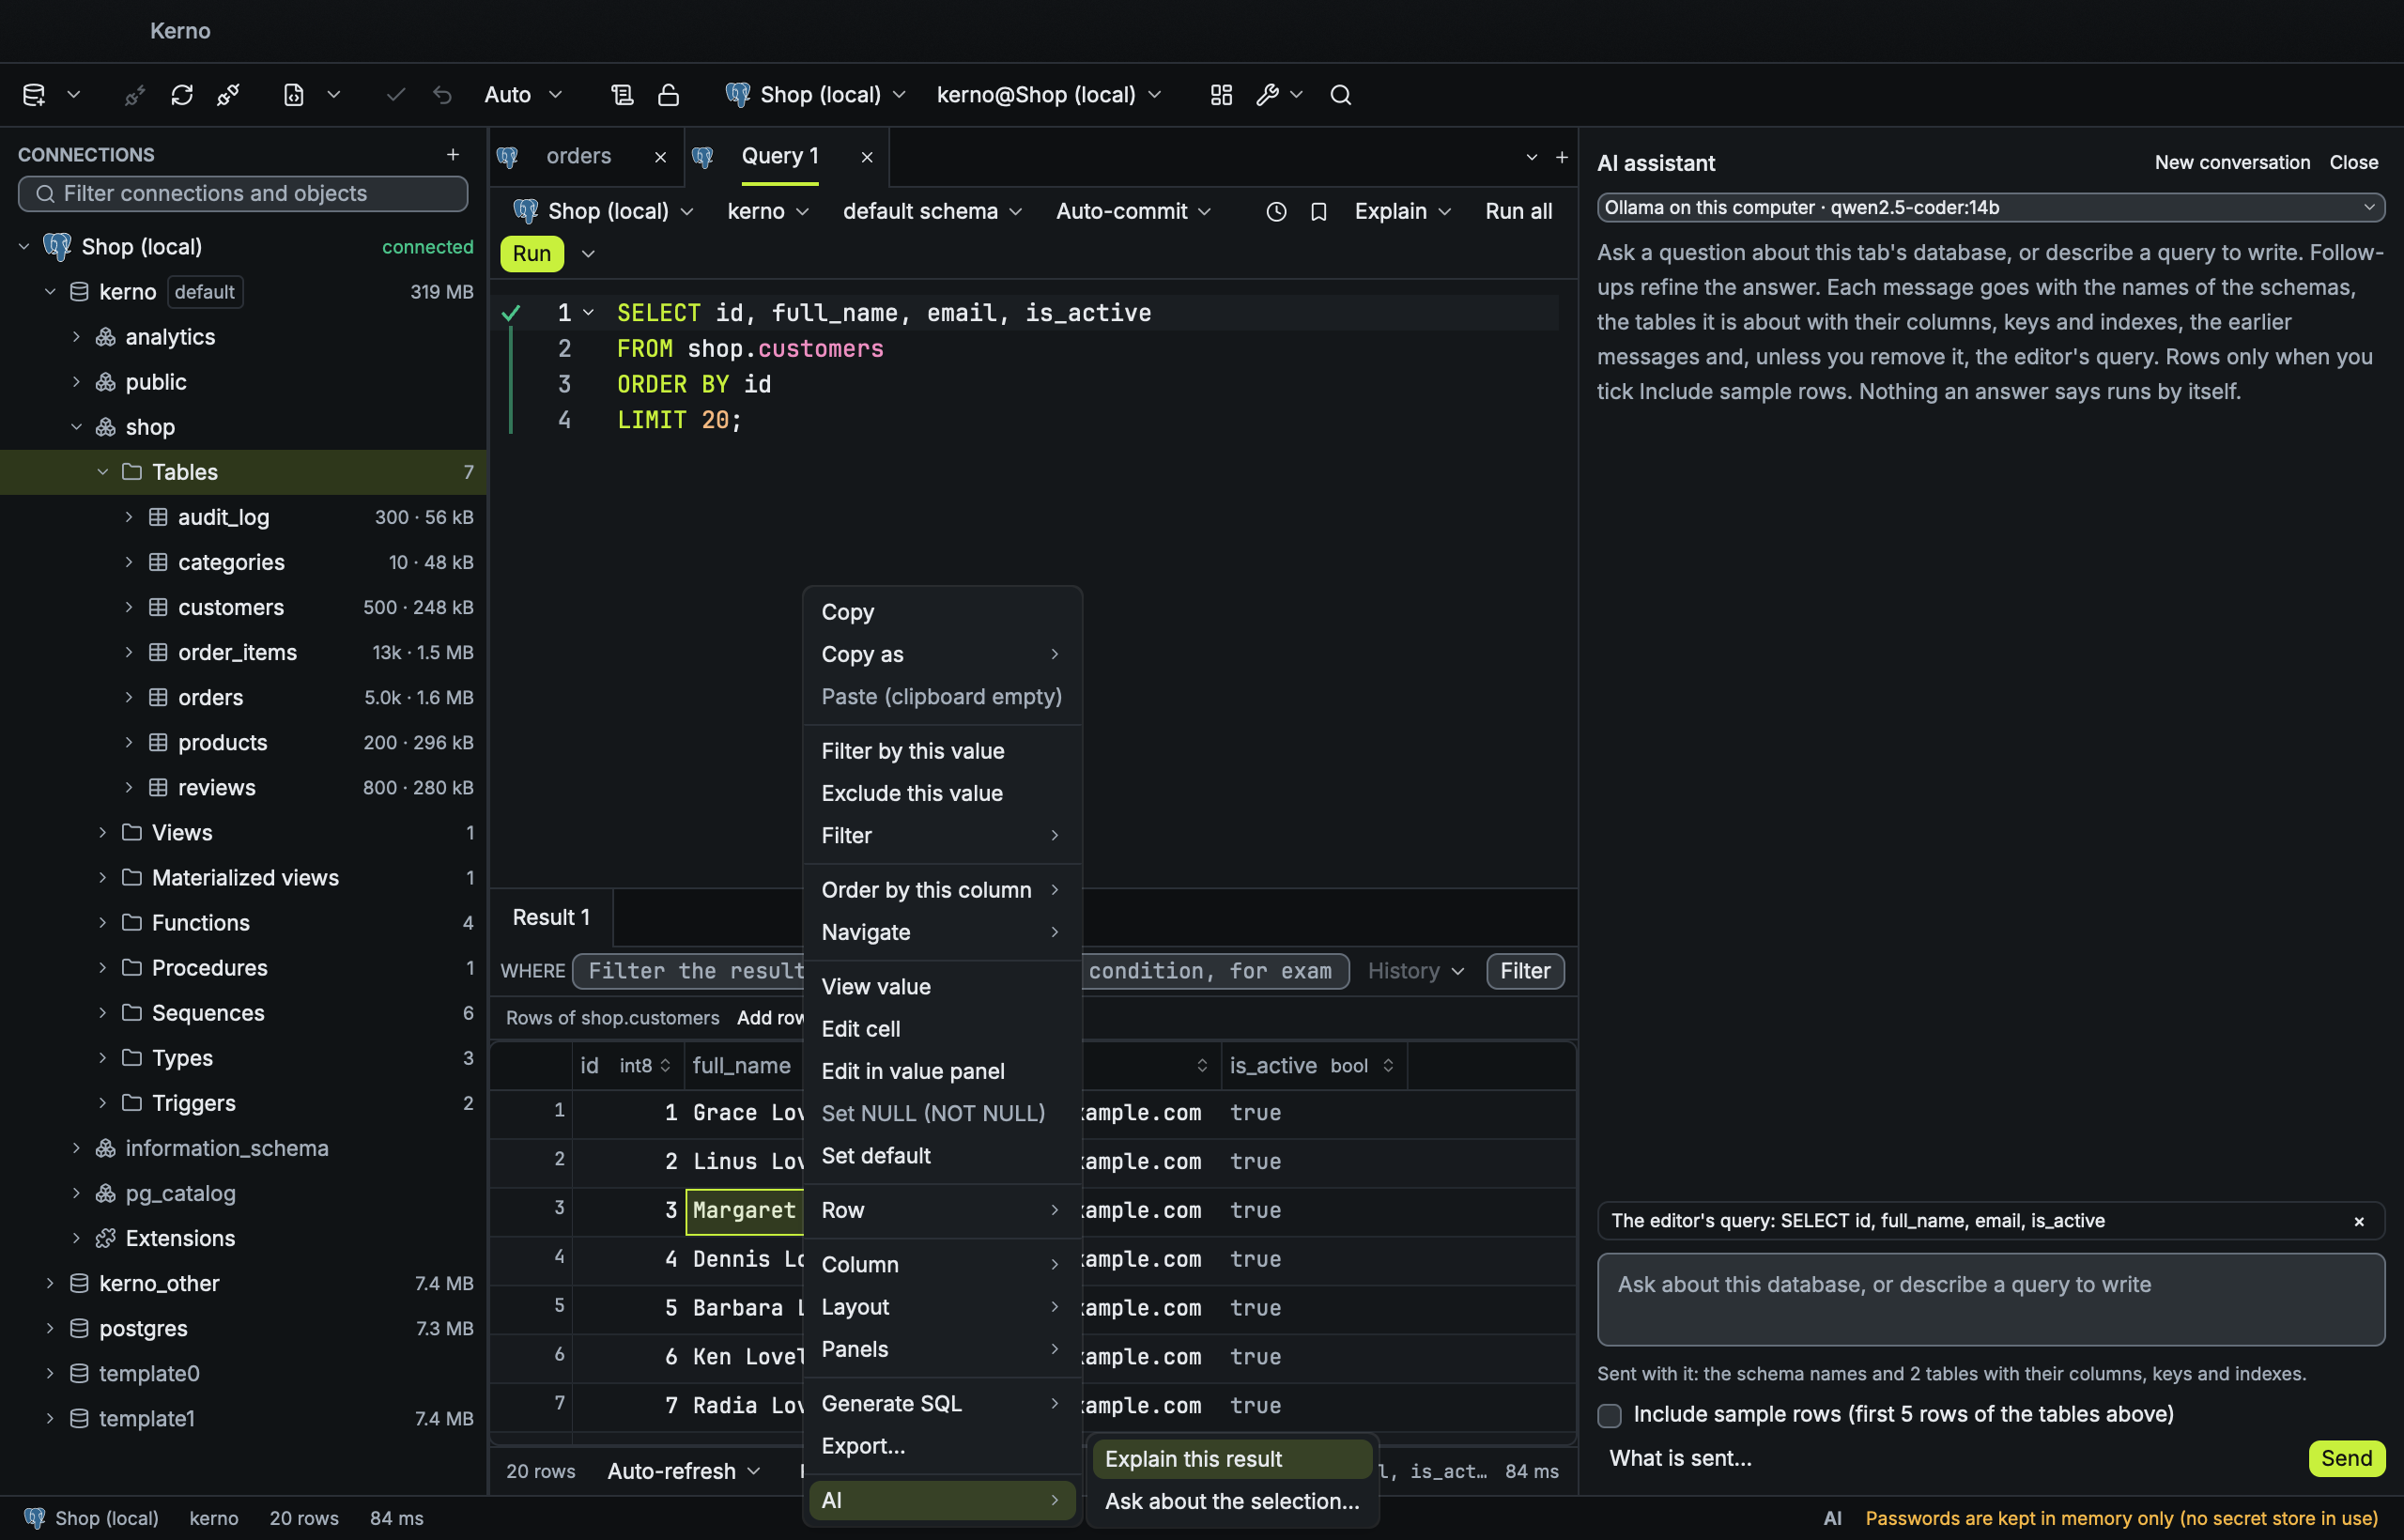 Kerno
Auto
Shop (local)
kerno@Shop (local)
CONNECTIONS
Filter connections and objects
Shop (local) connected
kerno default 319 MB
analytics
public
shop
Tables 7
audit_log 300 · 56 kB
categories 10 · 48 kB
customers 500 · 248 kB
order_items 13k · 1.5 MB
orders 5.0k · 1.6 MB
products 200 · 296 kB
reviews 800 · 280 kB
Views 1
Materialized views 1
Functions 4
Procedures 1
Sequences 6
Types 3
Triggers 2
information_schema
pg_catalog
Extensions
kerno_other 7.4 MB
postgres 7.3 MB
template0
template1 7.4 MB
orders
Query 1
Shop (local) kerno default schema Auto-commit Explain Run all
Run
1 SELECT id, full_name, email, is_active
2 FROM shop.customers
3 ORDER BY id
4 LIMIT 20;
Result 1
WHERE Filter the result condition, for exam History Filter
Rows of shop.customers Add row
id int8 full_name is_active bool
1 1 Grace Lov ample.com true
2 2 Linus Lov ample.com true
3 3 Margaret ample.com true
4 4 Dennis Lo ample.com true
5 5 Barbara L ample.com true
6 6 Ken Lovel ample.com true
7 7 Radia Lov ample.com true
20 rows Auto-refresh l, is_act… 84 ms
Copy
Copy as
Paste (clipboard empty)
Filter by this value
Exclude this value
Filter
Order by this column
Navigate
View value
Edit cell
Edit in value panel
Set NULL (NOT NULL)
Set default
Row
Column
Layout
Panels
Generate SQL
Export...
AI
Explain this result
Ask about the selection...
AI assistant New conversation Close
Ollama on this computer · qwen2.5-coder:14b
Ask a question about this tab's database, or describe a query to write. Follow-
ups refine the answer. Each message goes with the names of the schemas,
the tables it is about with their columns, keys and indexes, the earlier
messages and, unless you remove it, the editor's query. Rows only when you
tick Include sample rows. Nothing an answer says runs by itself.
The editor's query: SELECT id, full_name, email, is_active
Ask about this database, or describe a query to write
Sent with it: the schema names and 2 tables with their columns, keys and indexes.
Include sample rows (first 5 rows of the tables above)
What is sent...
Send
Shop (local) kerno 20 rows 84 ms
AI Passwords are kept in memory only (no secret store in use)